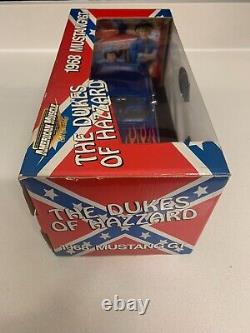 1968 MUSTANG GT
THE DUKES
OF HAZZARD
AMERICAN MUSCLE
THE DUKES
OF HAZZARD
1968 MUSTANG GT